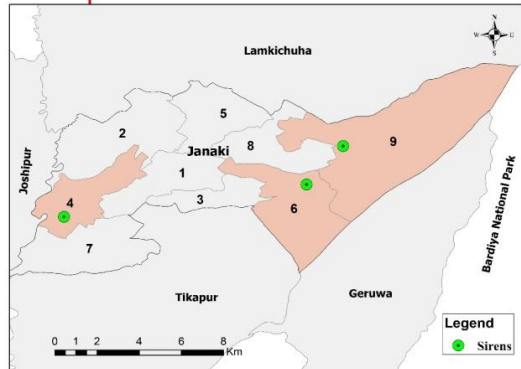 N
W U
S
Lamkichuha
5
2
Janaki
8
9
1
Joshipur
4
3
6
7
Bardiya National Park
Tikapur
Geruwa
Legend
Sirens
0 2 4 6 8
Km